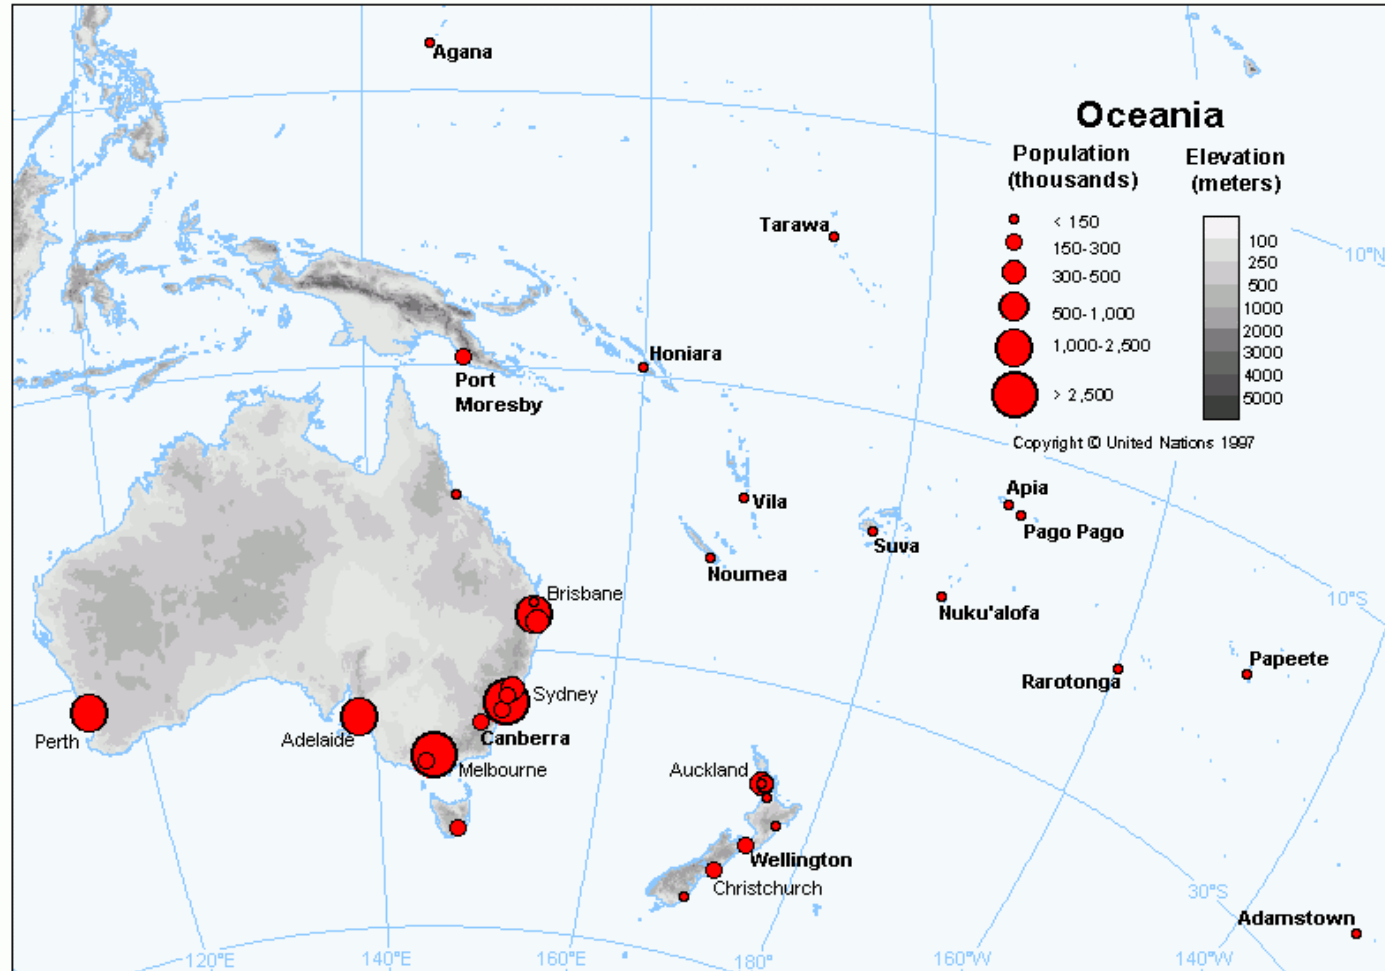 Agana
Oceania
Population
(thousands)
Elevation
(meters)
< 150
150-300
300-500
500-1,000
1,000-2,500
> 2,500
100
250
500
1000
2000
3000
4000
5000
Copyright © United Nations 1997
Tarawa
10°N
Honiara
Port
Moresby
Vila
Apia
Pago Pago
Suva
Noumea
Nuku'alofa
10°S
Brisbane
Papeete
Rarotonga
Sydney
Perth
Adelaide
Canberra
Melbourne
Auckland
Wellington
Christchurch
30°S
Adamstown
120°E
140°E
160°E
180°
160°W
140°W